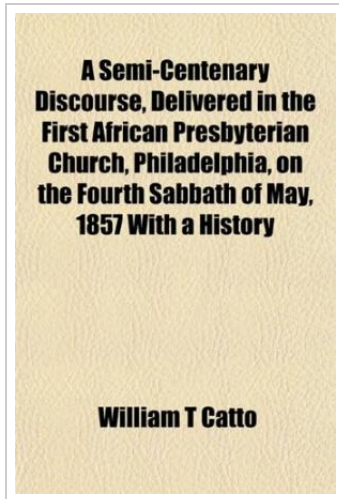 A Semi-Centenary
Discourse, Delivered in the
First African Presbyterian
Church, Philadelphia, on
the Fourth Sabbath of May,
1857 With a History
William T Catto